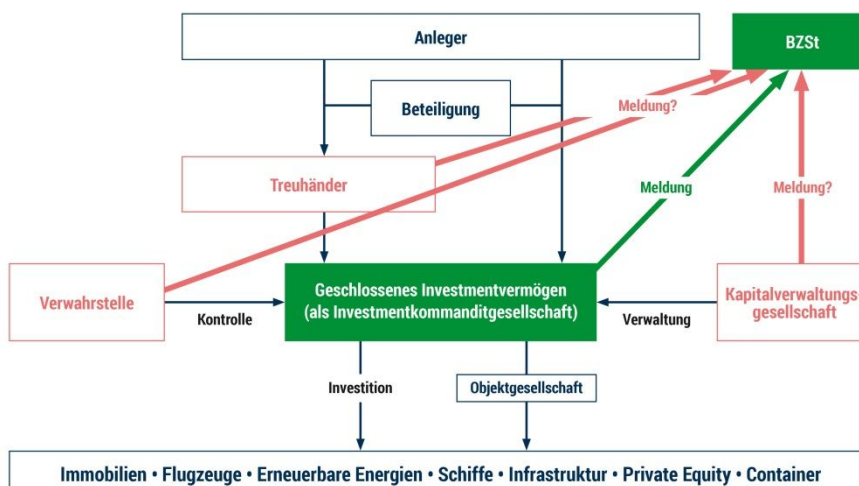 Anleger
BZSt
Beteiligung
Meldung?
Treuhänder
Meldung
Meldung?
Verwahrstelle
Kontrolle
Geschlossenes Investmentvermögen
(als Investmentkommanditgesellschaft)
Verwaltung
Kapitalverwaltungs-
gesellschaft
Investition
Objektgesellschaft
Immobilien • Flugzeuge • Erneuerbare Energien • Schiffe • Infrastruktur • Private Equity • Container